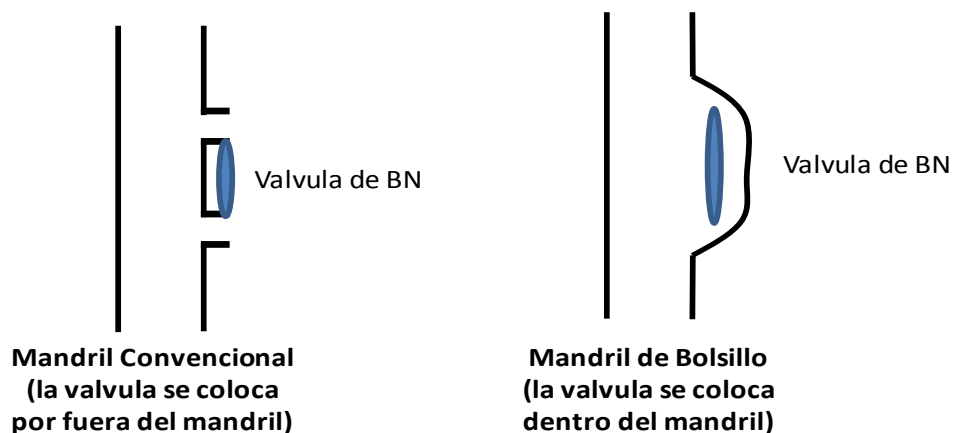 Valvula de BN
Valvula de BN
Mandril Convencional
(la valvula se coloca
por fuera del mandril)
Mandril de Bolsillo
(la valvula se coloca
dentro del mandril)